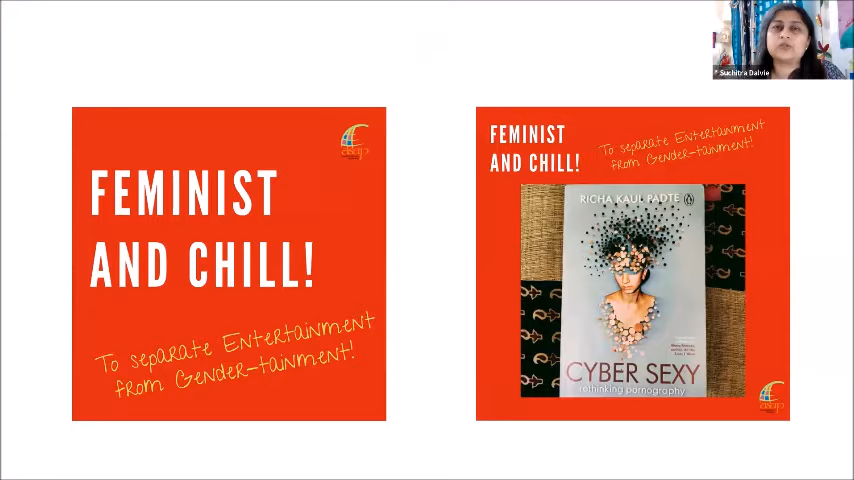 Suchitra Dalvie
FEMINIST
AND CHILL!
To separate Entertainment
from Gender-tainment!
FEMINIST
AND CHILL!
To separate Entertainment
from Gender-tainment!
RICHA KAUL PADTE
CYBER SEXY
rethinking pornography